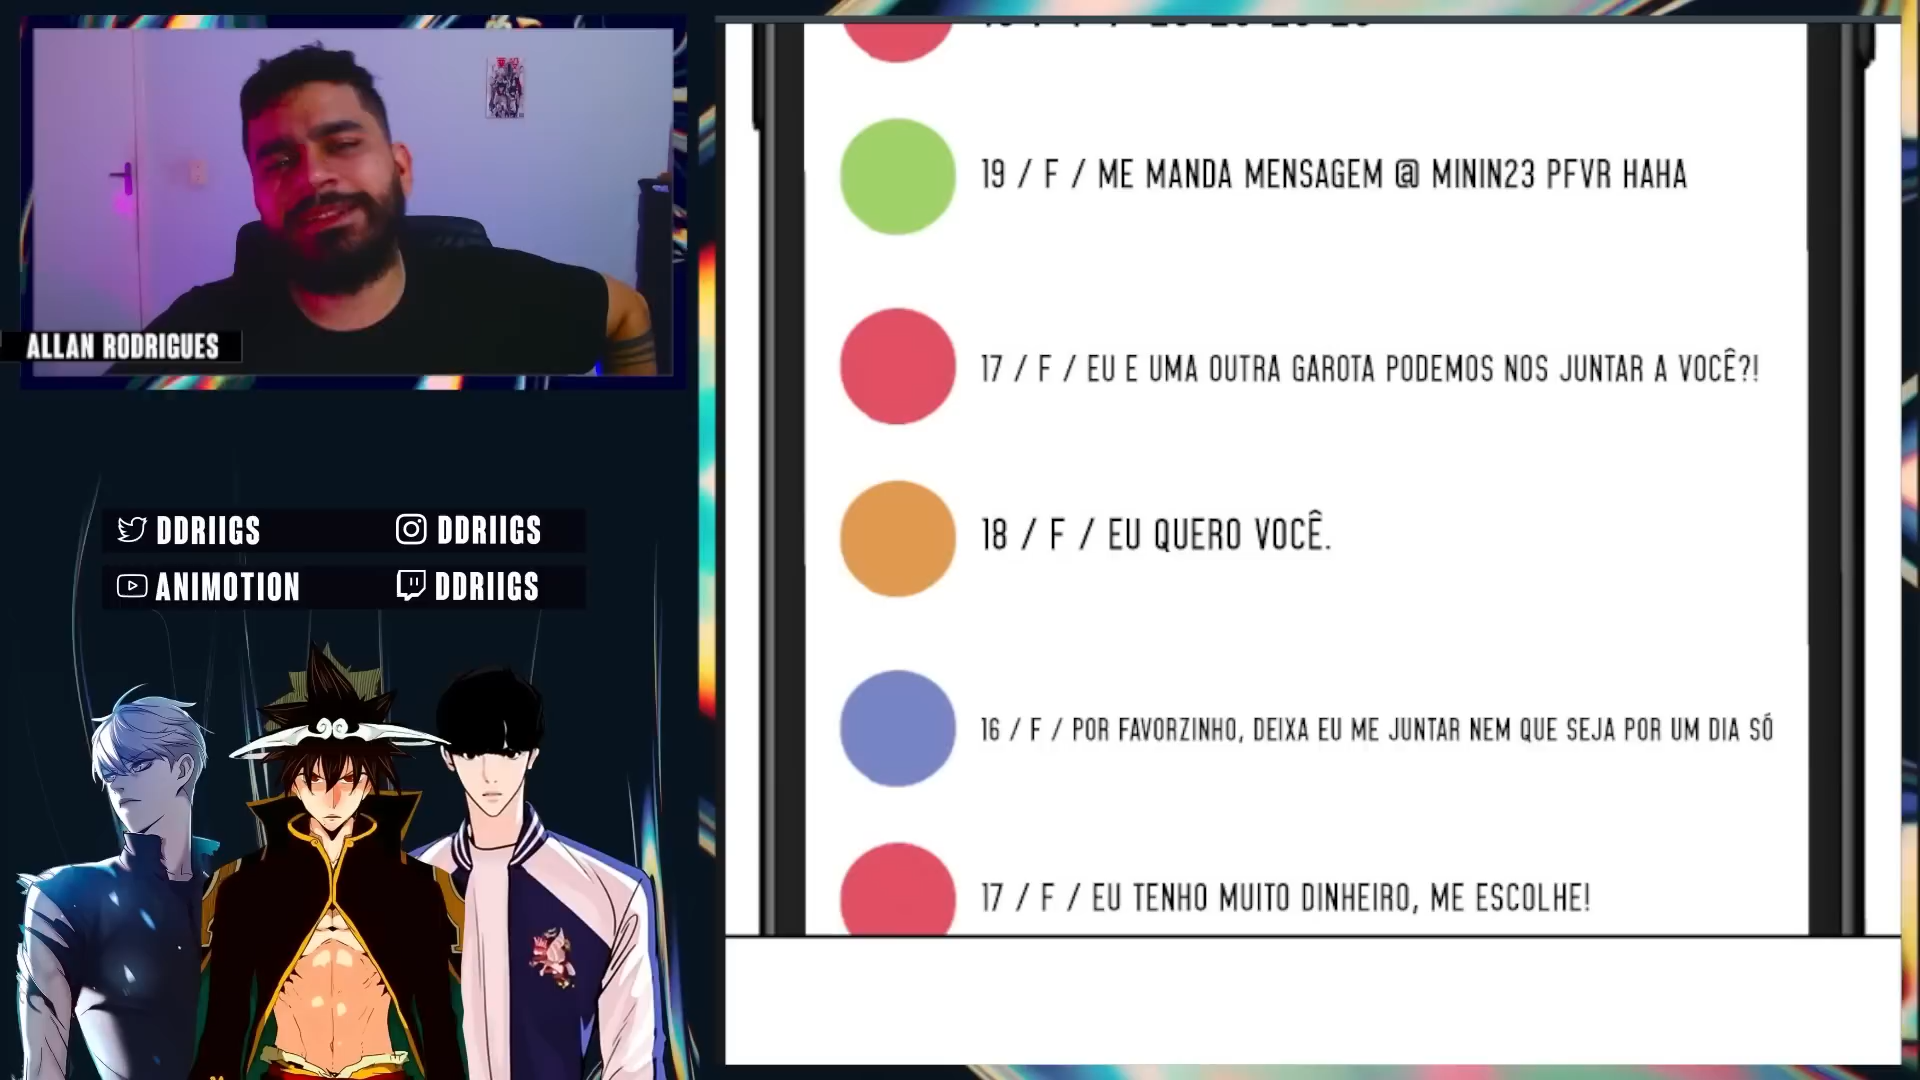 ALLAN RODRIGUES
DDRIIGS
DDRIIGS
ANIMOTION
DDRIIGS
19 / F / ME MANDA MENSAGEM @ MININ23 PFVR HAHA
17 / F / EU E UMA OUTRA GAROTA PODEMOS NOS JUNTAR A VOCÊ?!
18 / F / EU QUERO VOCÊ.
16 / F / POR FAVORZINHO, DEIXA EU ME JUNTAR NEM QUE SEJA POR UM DIA SÓ
17 / F / EU TENHO MUITO DINHEIRO, ME ESCOLHE!